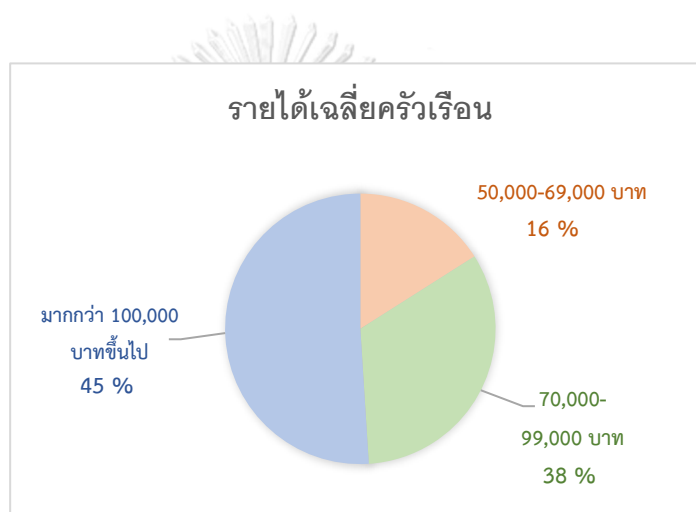 รายได้เฉลี่ยครัวเรือน
50,000-69,000 บาท
16 %
มากกว่า 100,000
บาทขึ้นไป
45 %
70,000-
99,000 บาท
38 %